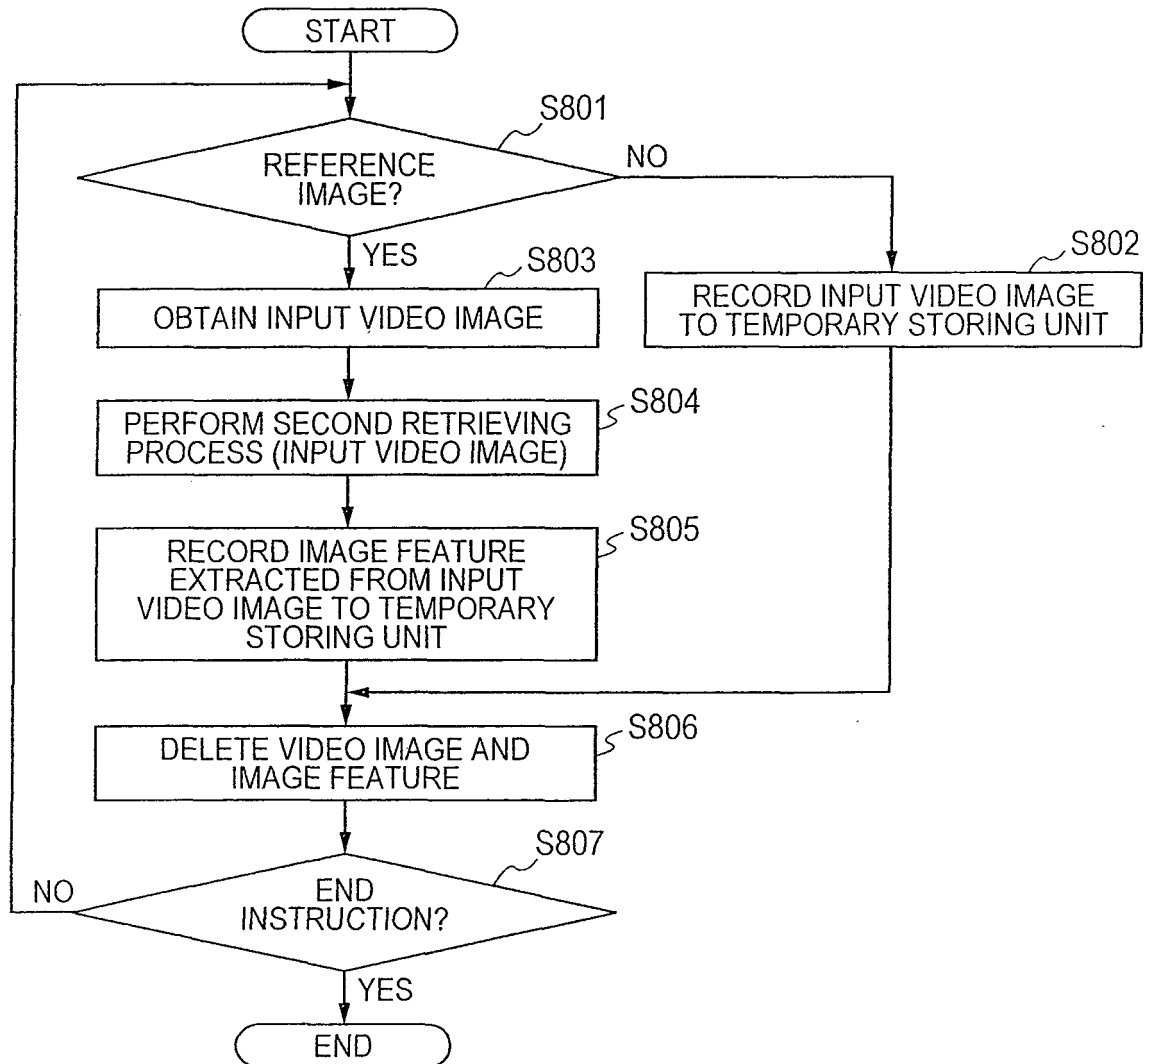 START
S801
REFERENCE
IMAGE?
NO
YES
S803
OBTAIN INPUT VIDEO IMAGE
S802
RECORD INPUT VIDEO IMAGE
TO TEMPORARY STORING UNIT
S804
PERFORM SECOND RETRIEVING
PROCESS (INPUT VIDEO IMAGE)
S805
RECORD IMAGE FEATURE
EXTRACTED FROM INPUT
VIDEO IMAGE TO TEMPORARY
STORING UNIT
S806
DELETE VIDEO IMAGE AND
IMAGE FEATURE
S807
NO
END
INSTRUCTION?
YES
END